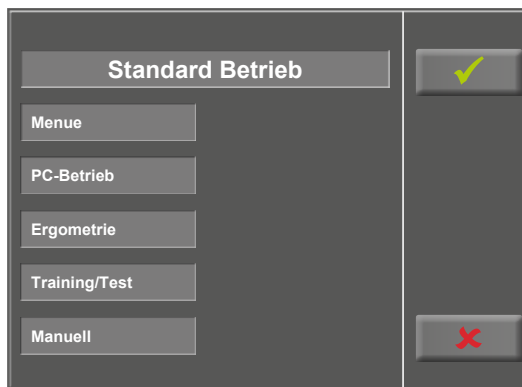 Standard Betrieb
Menue
PC-Betrieb
Ergometrie
Training/Test
Manuell